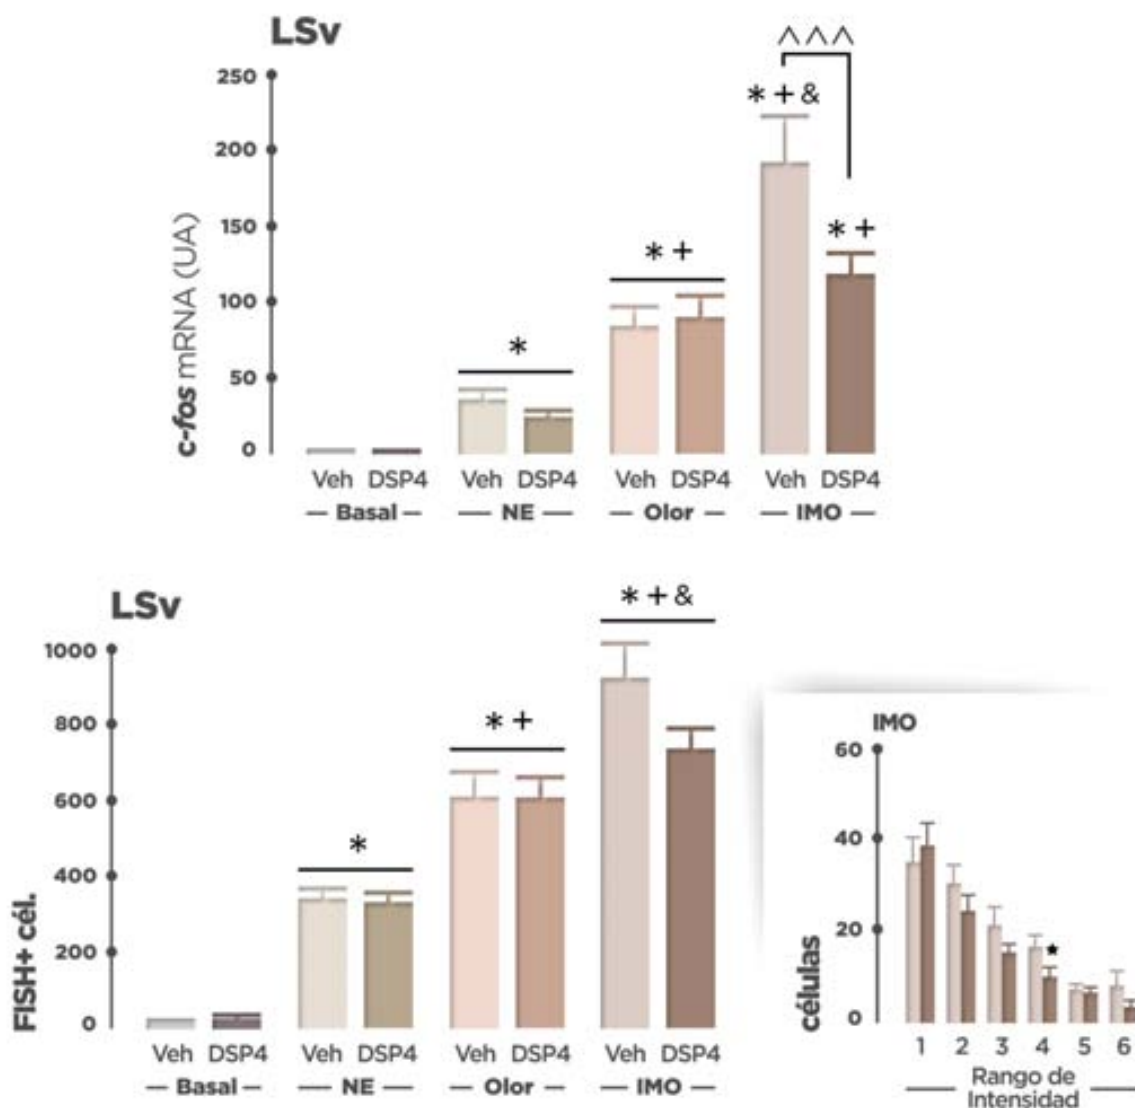 LSv
^^^
250
* + &
200
* +
150
* +
100
*
50
0
c-fos mRNA (UA)
Veh DSP4 Veh DSP4 Veh DSP4 Veh DSP4
Basal NE Olor IMO
LSv
* + &
1000
* +
800
600
*
400
200
0
FISH+ cél.
Veh DSP4 Veh DSP4 Veh DSP4 Veh DSP4
Basal NE Olor IMO
IMO
60
40
20
★
0
células
1 2 3 4 5 6
Rango de
Intensidad